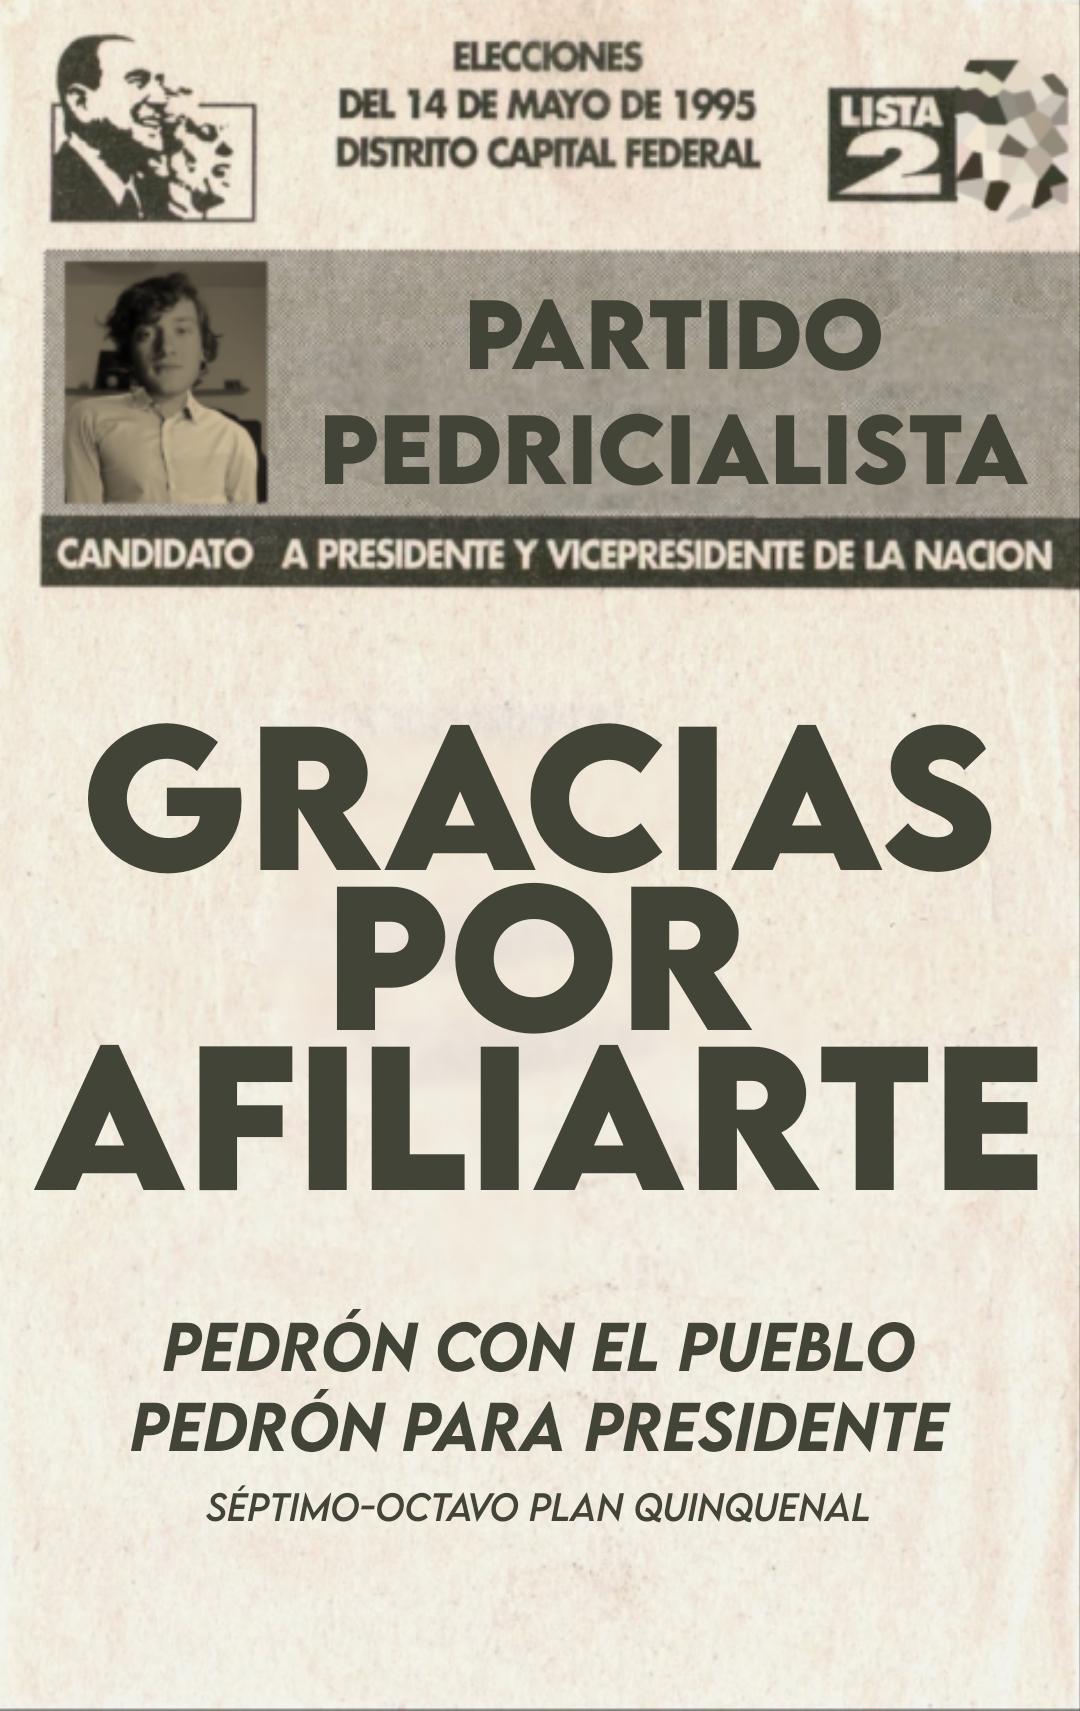 ELECCIONES
DEL 14 DE MAYO DE 1995
DISTRITO CAPITAL FEDERAL
LISTA
2
PARTIDO
PEDRICIALISTA
CANDIDATO A PRESIDENTE Y VICEPRESIDENTE DE LA NACION
GRACIAS
POR
AFILIARTE
PEDRÓN CON EL PUEBLO
PEDRÓN PARA PRESIDENTE
SÉPTIMO-OCTAVO PLAN QUINQUENAL